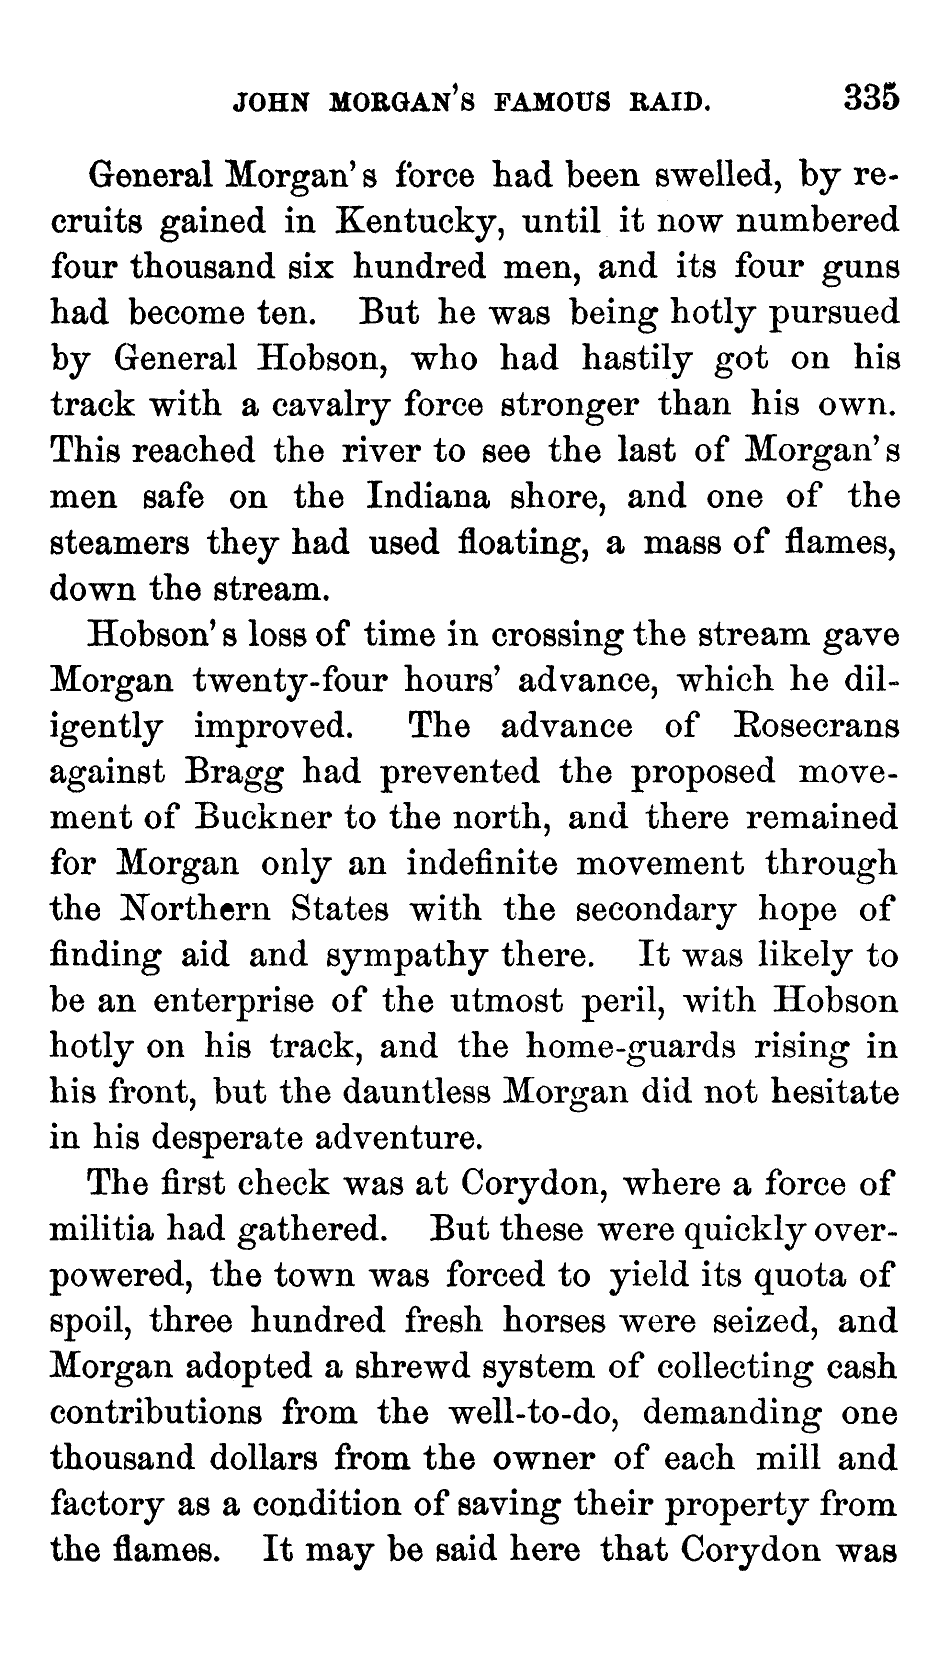 JOHN MORGAN'S FAMOUS RAID. 335
General Morgan's force had been swelled, by re-
cruits gained in Kentucky, until it now numbered
four thousand six hundred men, and its four guns
had become ten. But he was being hotly pursued
by General Hobson, who had hastily got on his
track with a cavalry force stronger than his own.
This reached the river to see the last of Morgan's
men safe on the Indiana shore, and one of the
steamers they had used floating, a mass of flames,
down the stream.
Hobson's loss of time in crossing the stream gave
Morgan twenty-four hours' advance, which he dil-
igently improved. The advance of Rosecrans
against Bragg had prevented the proposed move-
ment of Buckner to the north, and there remained
for Morgan only an indefinite movement through
the Northern States with the secondary hope of
finding aid and sympathy there. It was likely to
be an enterprise of the utmost peril, with Hobson
hotly on his track, and the home-guards rising in
his front, but the dauntless Morgan did not hesitate
in his desperate adventure.
The first check was at Corydon, where a force of
militia had gathered. But these were quickly over-
powered, the town was forced to yield its quota of
spoil, three hundred fresh horses were seized, and
Morgan adopted a shrewd system of collecting cash
contributions from the well-to-do, demanding one
thousand dollars from the owner of each mill and
factory as a condition of saving their property from
the flames. It may be said here that Corydon was